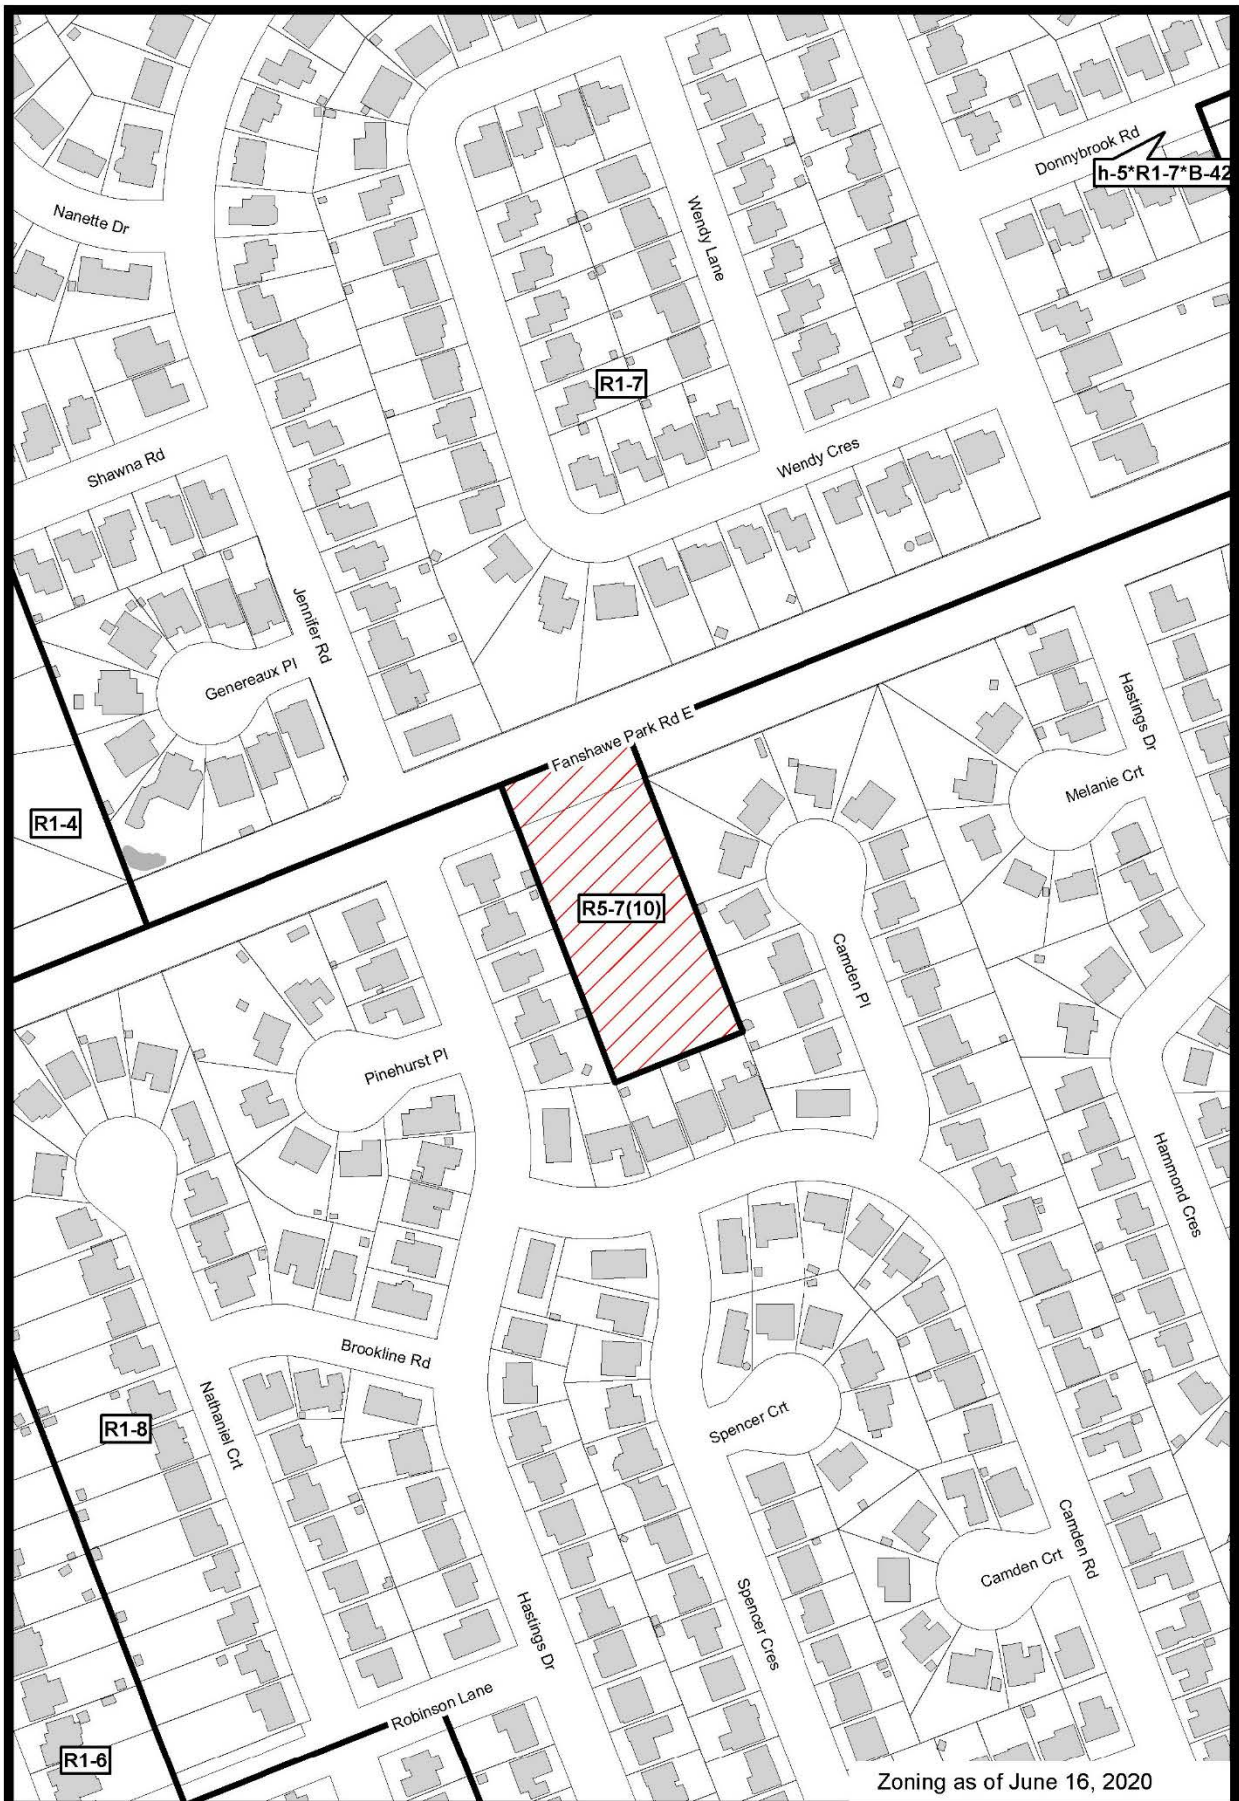 Donnybrook Rd
h-5*R1-7*B-42
Nanette Dr
Wendy Lane
R1-7
Wendy Cres
Shawna Rd
Jennifer Rd
Genereaux Pl
Hastings Dr
Fanshawe Park Rd E
Melanie Crt
R1-4
R5-7(10)
Camden Pl
Pinehurst Pl
Hammond Cres
Brookline Rd
Nathaniel Crt
R1-8
Spencer Crt
Camden Rd
Camden Crt
Hastings Dr
Spencer Cres
Robinson Lane
R1-6
Zoning as of June 16, 2020